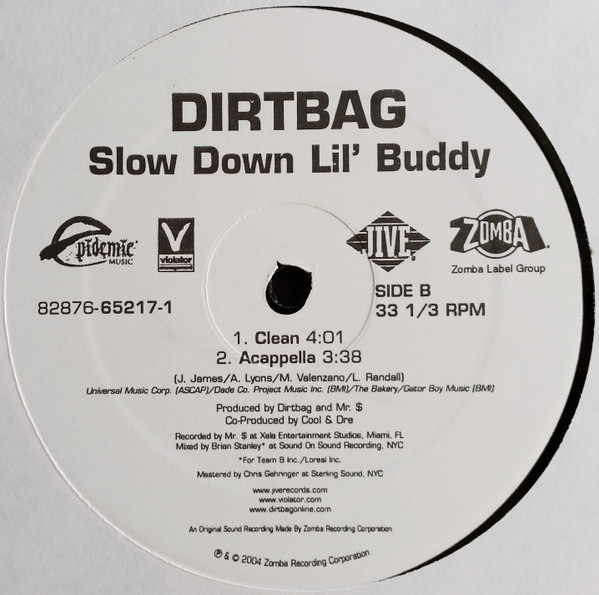 DIRTBAG
Slow Down Lil' Buddy
Epidemic
MUSIC
V
violator
management
JIVE
ZOMBA
Zomba Label Group
82876-65217-1
SIDE B
33 1/3 RPM
1. Clean 4:01
2. Acappella 3:38
(J. James/A. Lyons/M. Valenzano/L. Randall)
Universal Music Corp. (ASCAP)/Dade Co. Project Music Inc. (BMI)/The Bakery/Gator Boy Music (BMI)
Produced by Dirtbag and Mr. $
Co-Produced by Cool & Dre
Recorded by Mr. $ at Xela Entertainment Studios, Miami, FL
Mixed by Brian Stanley* at Sound On Sound Recording, NYC
*For Team B Inc./Loreal Inc.
Mastered by Chris Gehringer at Sterling Sound, NYC
www.jiverecords.com
www.violator.com
www.dirtbagonline.com
An Original Sound Recording Made By Zomba Recording Corporation
℗ & © 2004 Zomba Recording Corporation